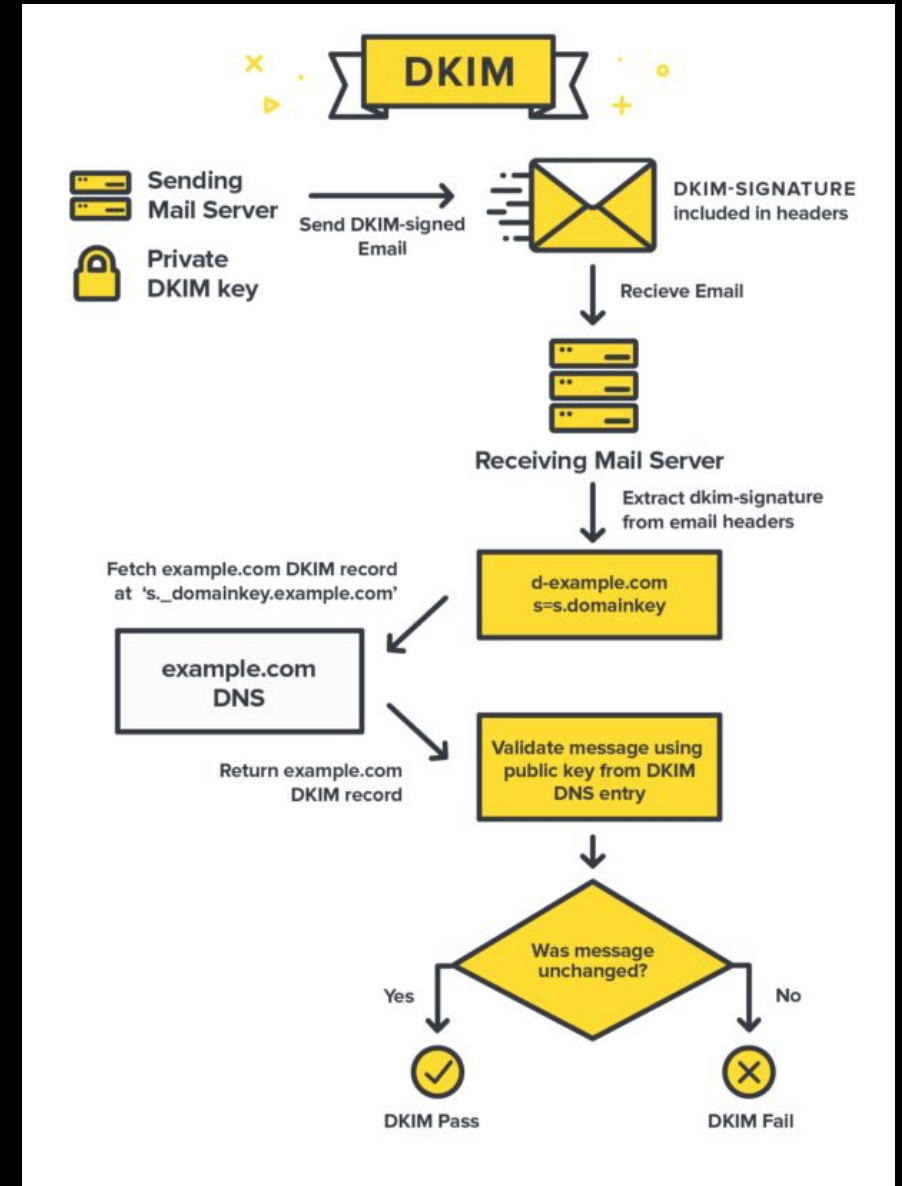 DKIM
Sending
Mail Server
Send DKIM-signed
Email
DKIM-SIGNATURE
included in headers
Private
DKIM key
Recieve Email
Receiving Mail Server
Extract dkim-signature
from email headers
d-example.com
s=s.domainkey
Fetch example.com DKIM record
at ‘s._domainkey.example.com’
example.com
DNS
Return example.com
DKIM record
Validate message using
public key from DKIM
DNS entry
Was message
unchanged?
Yes
No
DKIM Pass
DKIM Fail